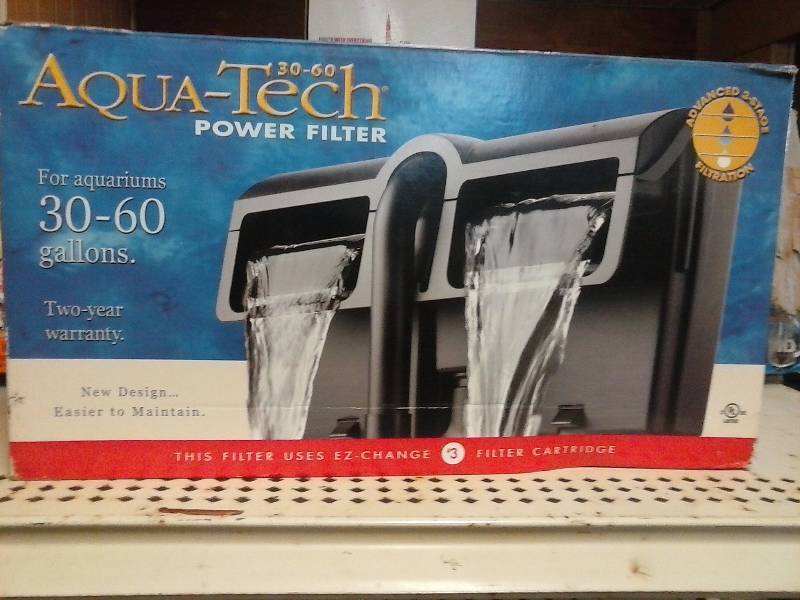 30-60
AQUA-TECH
POWER FILTER
ADVANCED 3-STAGE
FILTRATION
For aquariums
30-60
gallons.
Two-year
warranty.
New Design...
Easier to Maintain.
UL
THIS FILTER USES EZ-CHANGE #3 FILTER CARTRIDGE